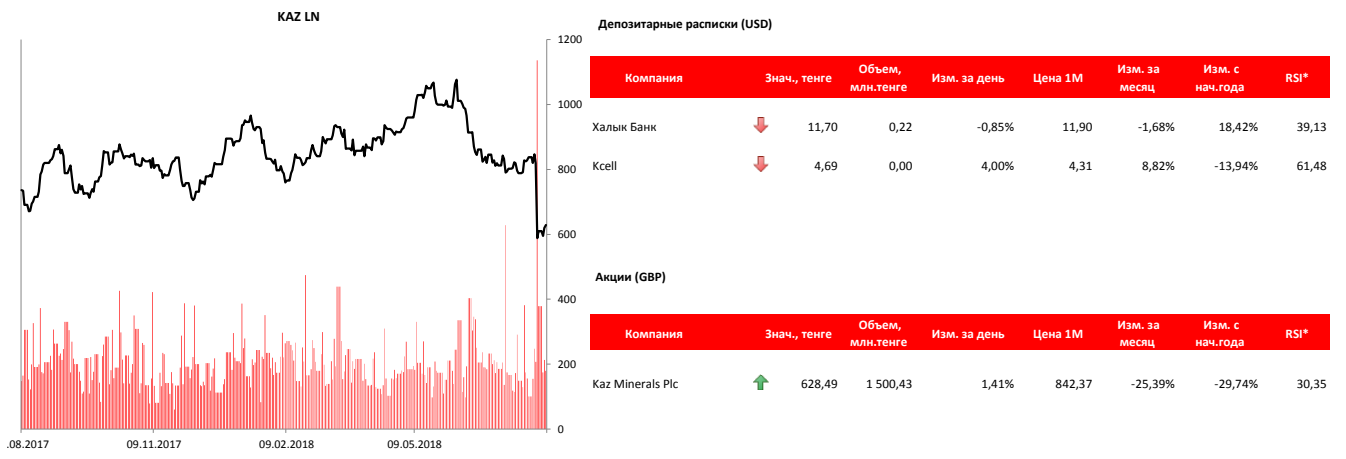 KAZ LN
1200
1000
800
600
400
200
0
.08.2017
09.11.2017
09.02.2018
09.05.2018
Депозитарные расписки (USD)
Компания Знач., тенге Объем, млн.тенге Изм. за день Цена 1М Изм. за месяц Изм. с нач.года RSI*
Халык Банк 11,70 0,22 -0,85% 11,90 -1,68% 18,42% 39,13
Kcell 4,69 0,00 4,00% 4,31 8,82% -13,94% 61,48
Акции (GBP)
Компания Знач., тенге Объем, млн.тенге Изм. за день Цена 1М Изм. за месяц Изм. с нач.года RSI*
Kaz Minerals Plc 628,49 1 500,43 1,41% 842,37 -25,39% -29,74% 30,35